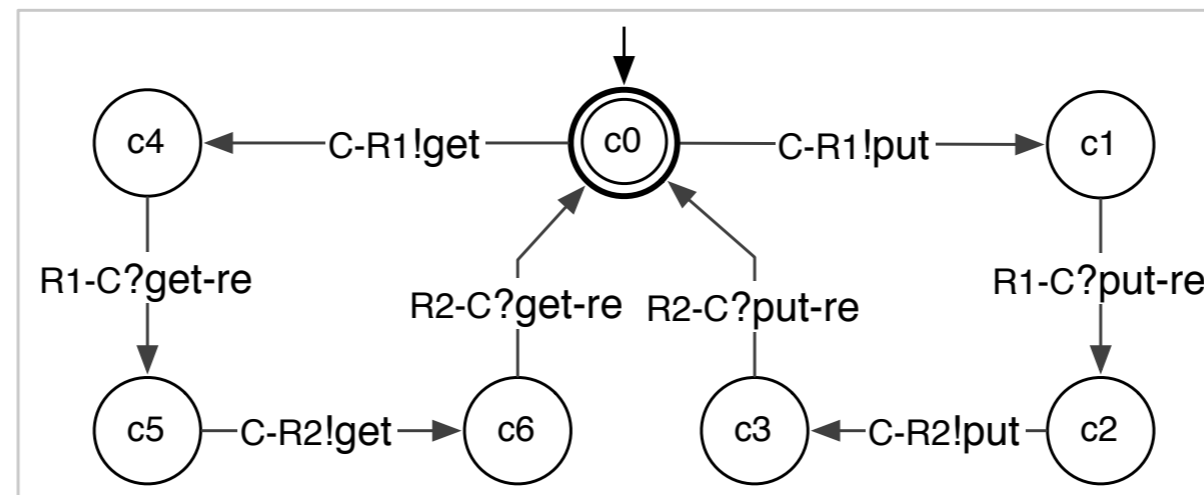 c4 C-R1!get c0 C-R1!put c1
R1-C?get-re R2-C?get-re R2-C?put-re R1-C?put-re
c5 C-R2!get c6 c3 C-R2!put c2